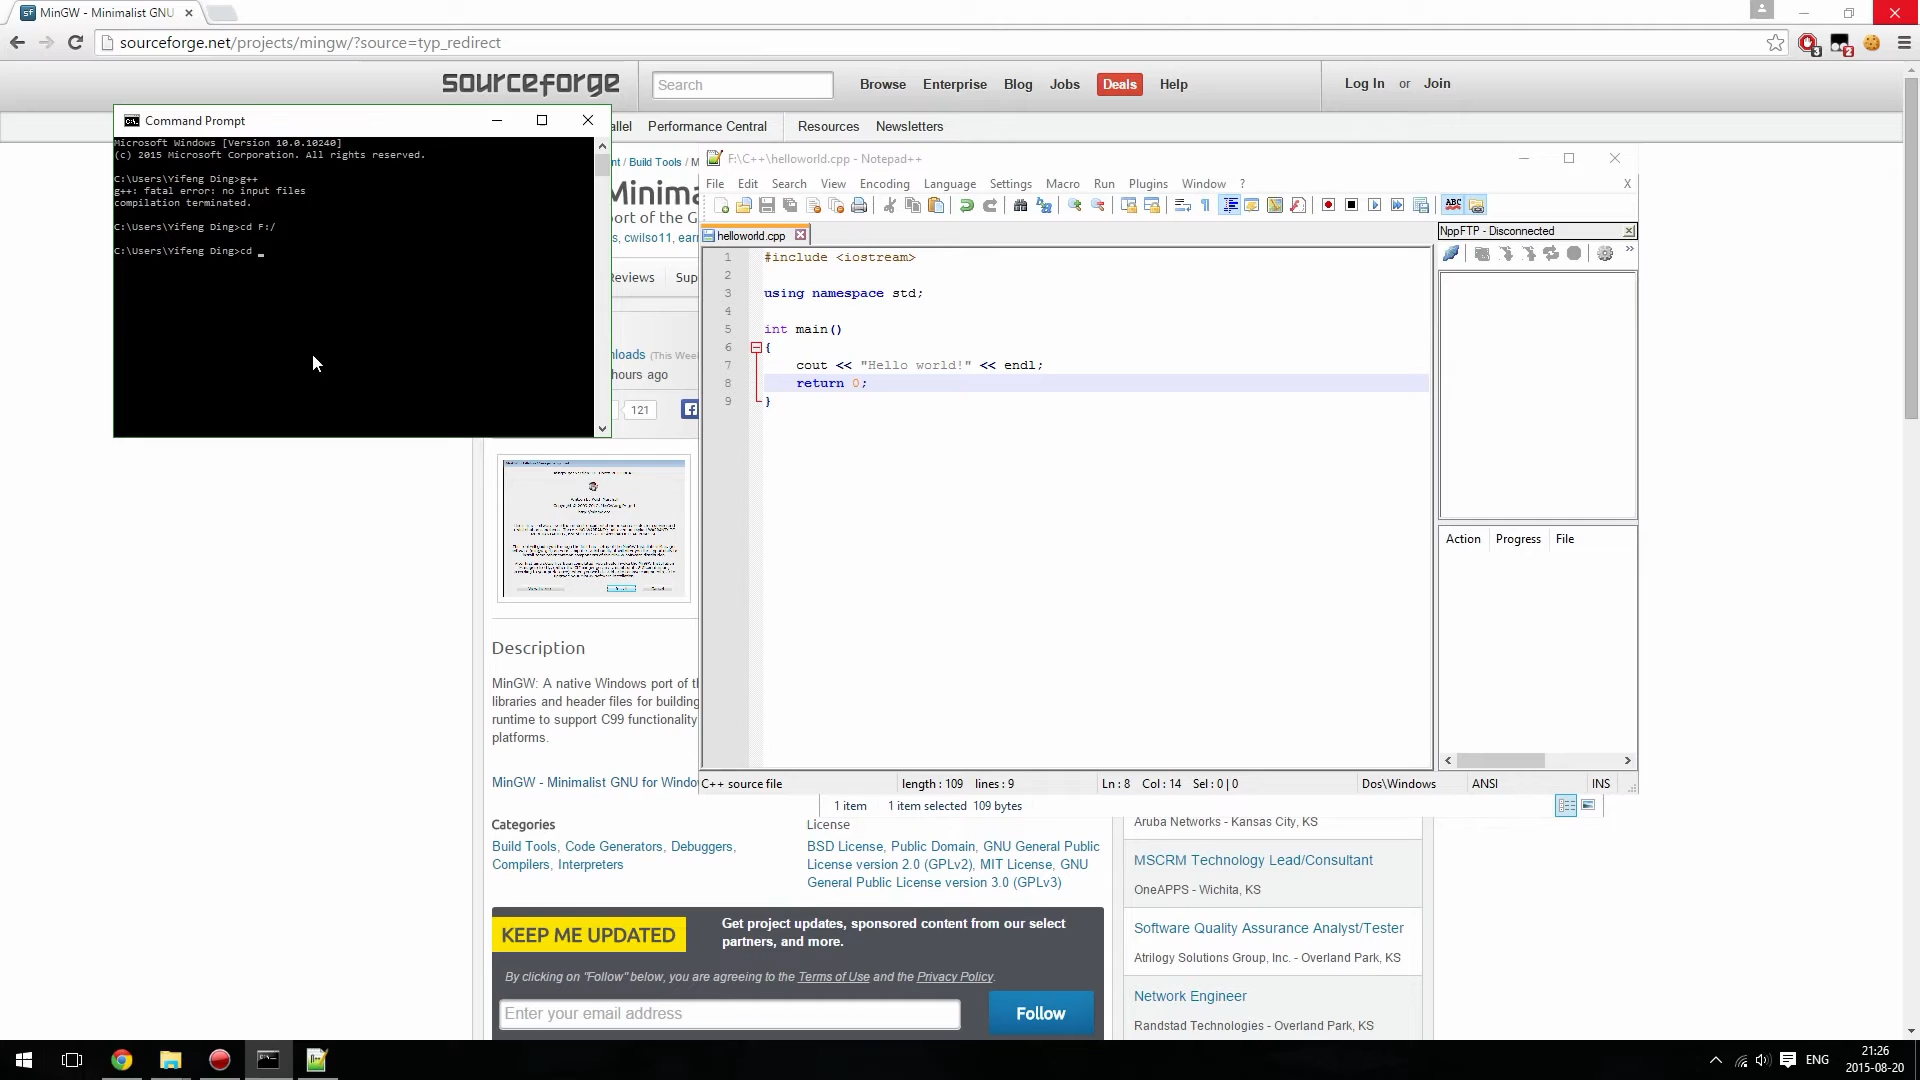 MinGW - Minimalist GNU
sourceforge.net/projects/mingw/?source=typ_redirect
3
2
sourceforge
Search
Browse
Enterprise
Blog
Jobs
Deals
Help
Log In or Join
Performance Central
Resources
Newsletters
Command Prompt
Microsoft Windows [Version 10.0.10240]
(c) 2015 Microsoft Corporation. All rights reserved.
C:\Users\Yifeng Ding>g++
g++: fatal error: no input files
compilation terminated.
C:\Users\Yifeng Ding>cd F:/
C:\Users\Yifeng Ding>cd _
/ Build Tools /
port of the G
s, cwilso11,
(This
hours ago
121
F:\C++\helloworld.cpp - Notepad++
File Edit Search View Encoding Language Settings Macro Run Plugins Window ?
X
ABC
helloworld.cpp
1 #include <iostream>
2
3 using namespace std;
4
5 int main()
6 {
7 cout << "Hello world!" << endl;
8 return 0;
9 }
NppFTP - Disconnected
Action Progress File
C++ source file
length : 109 lines : 9
Ln : 8 Col : 14 Sel : 0 | 0
Dos\Windows
ANSI
INS
1 item 1 item selected 109 bytes
Description
MinGW: A native Windows port of
libraries and header files for building
runtime to support C99 functionality
platforms.
MinGW - Minimalist GNU for
Categories
Build Tools, Code Generators, Debuggers,
Compilers, Interpreters
License
BSD License, Public Domain, GNU General Public
License version 2.0 (GPLv2), MIT License, GNU
General Public License version 3.0 (GPLv3)
KEEP ME UPDATED
Get project updates, sponsored content from our select
partners, and more.
By clicking on "Follow" below, you are agreeing to the Terms of Use and the Privacy Policy.
Enter your email address
Follow
Aruba Networks - Kansas City, KS
MSCRM Technology Lead/Consultant
OneAPPS - Wichita, KS
Software Quality Assurance Analyst/Tester
Atrilogy Solutions Group, Inc. - Overland Park, KS
Network Engineer
Randstad Technologies - Overland Park, KS
ENG
21:26
2015-08-20